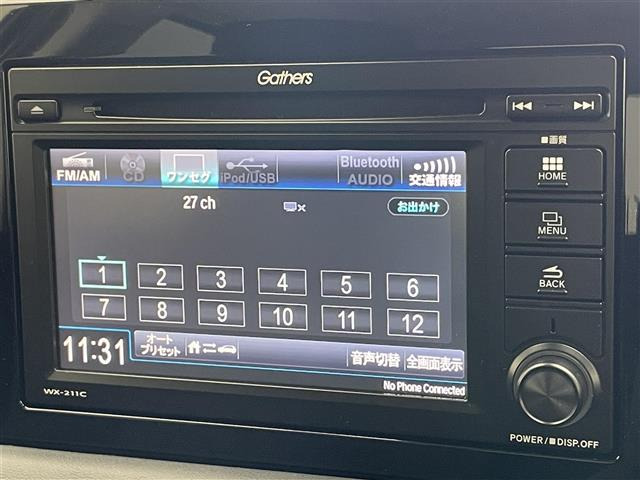 Gathers
■画質
FM/AM CD ワンセグ iPod/USB Bluetooth AUDIO 交通情報
HOME
27 ch お出かけ
MENU
1 2 3 4 5 6
BACK
7 8 9 10 11 12
11:31 オートプリセット 音声切替 全画面表示
No Phone Connected
WX-211C
POWER/■DISP.OFF